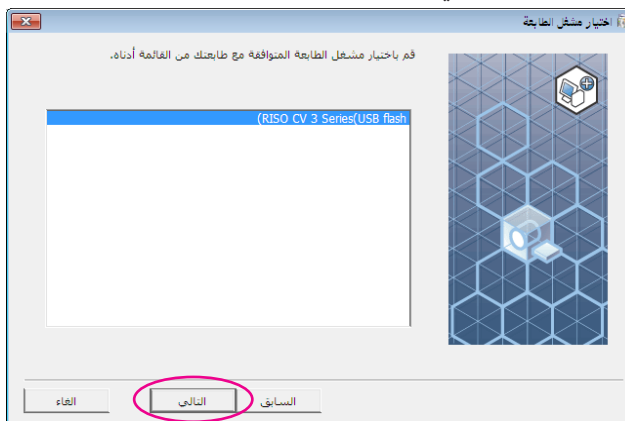 اختيار مشغل الطابعة
قم باختيار مشغل الطابعة المتوافقة مع طابعتك من القائمة أدناه.
(RISO CV 3 Series(USB flash
السابق
التالي
الغاء